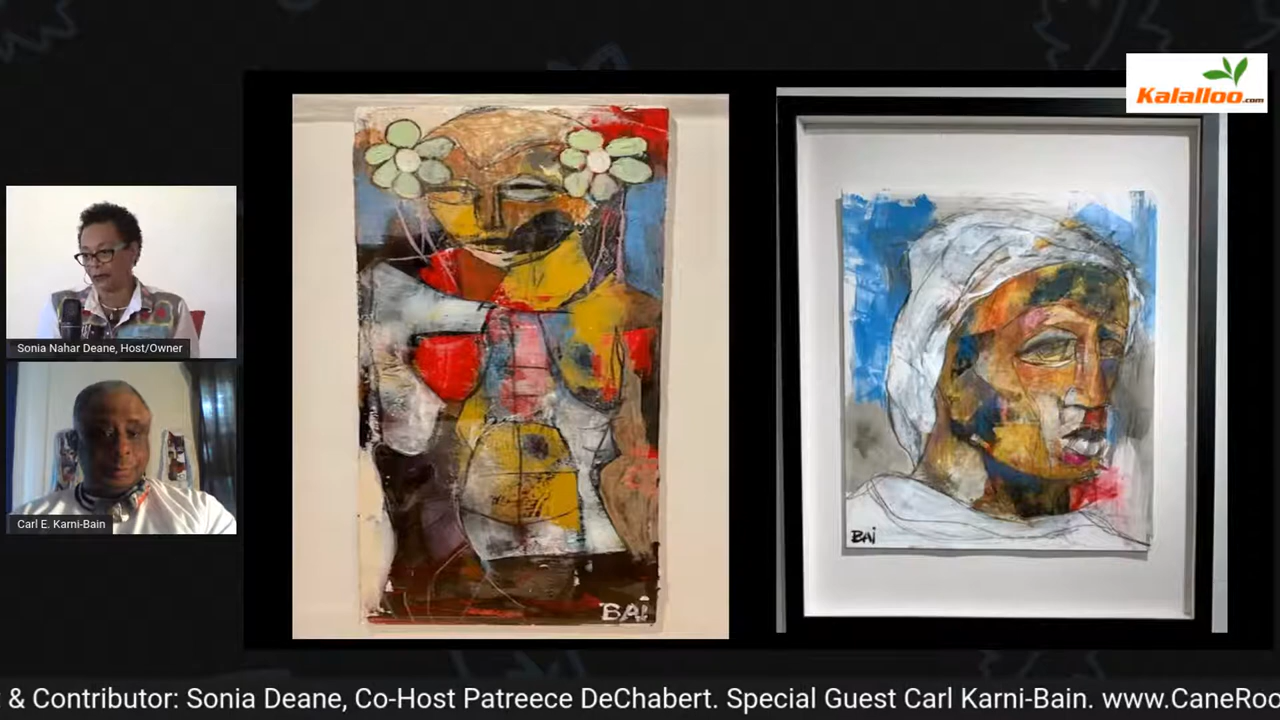 Kalalloo.com
Sonia Nahar Deane, Host/Owner
Carl E. Karni-Bain
BAi
BAi
& Contributor: Sonia Deane, Co-Host Patreece DeChabert. Special Guest Carl Karni-Bain. www.CaneRoo